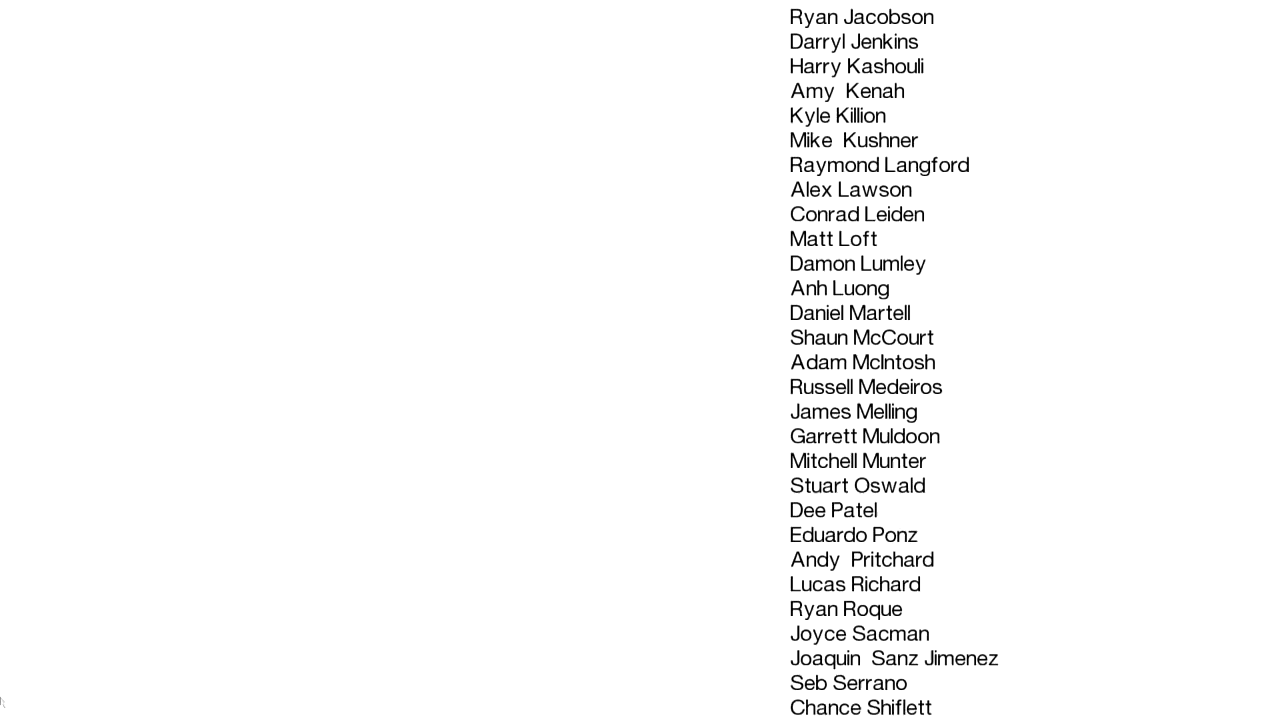 Ryan Jacobson
Darryl Jenkins
Harry Kashouli
Amy  Kenah
Kyle Killion
Mike  Kushner
Raymond Langford
Alex Lawson
Conrad Leiden
Matt Loft
Damon Lumley
Anh Luong
Daniel Martell
Shaun McCourt
Adam McIntosh
Russell Medeiros
James Melling
Garrett Muldoon
Mitchell Munter
Stuart Oswald
Dee Patel
Eduardo Ponz
Andy  Pritchard
Lucas Richard
Ryan Roque
Joyce Sacman
Joaquin  Sanz Jimenez
Seb Serrano
Chance Shiflett